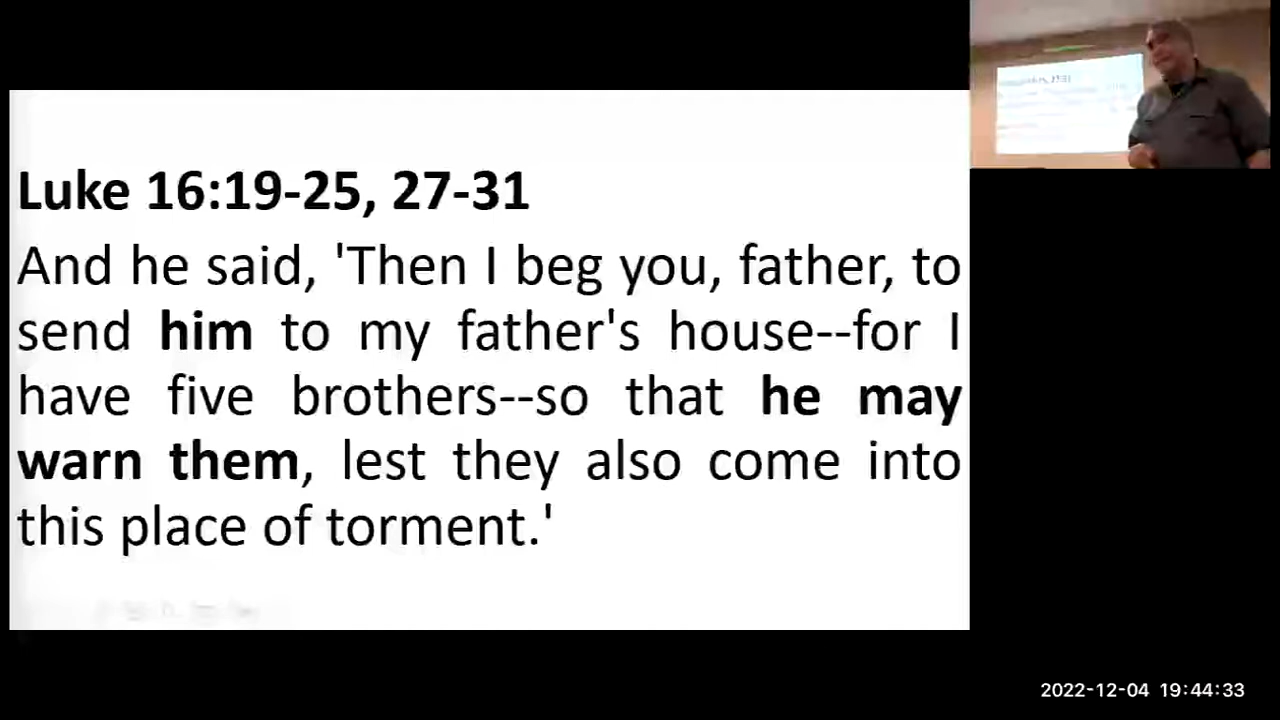 Luke 16:19-25, 27-31
And he said, 'Then I beg you, father, to
send him to my father's house--for I
have five brothers--so that he may
warn them, lest they also come into
this place of torment.'
2022-12-04 19:44:33